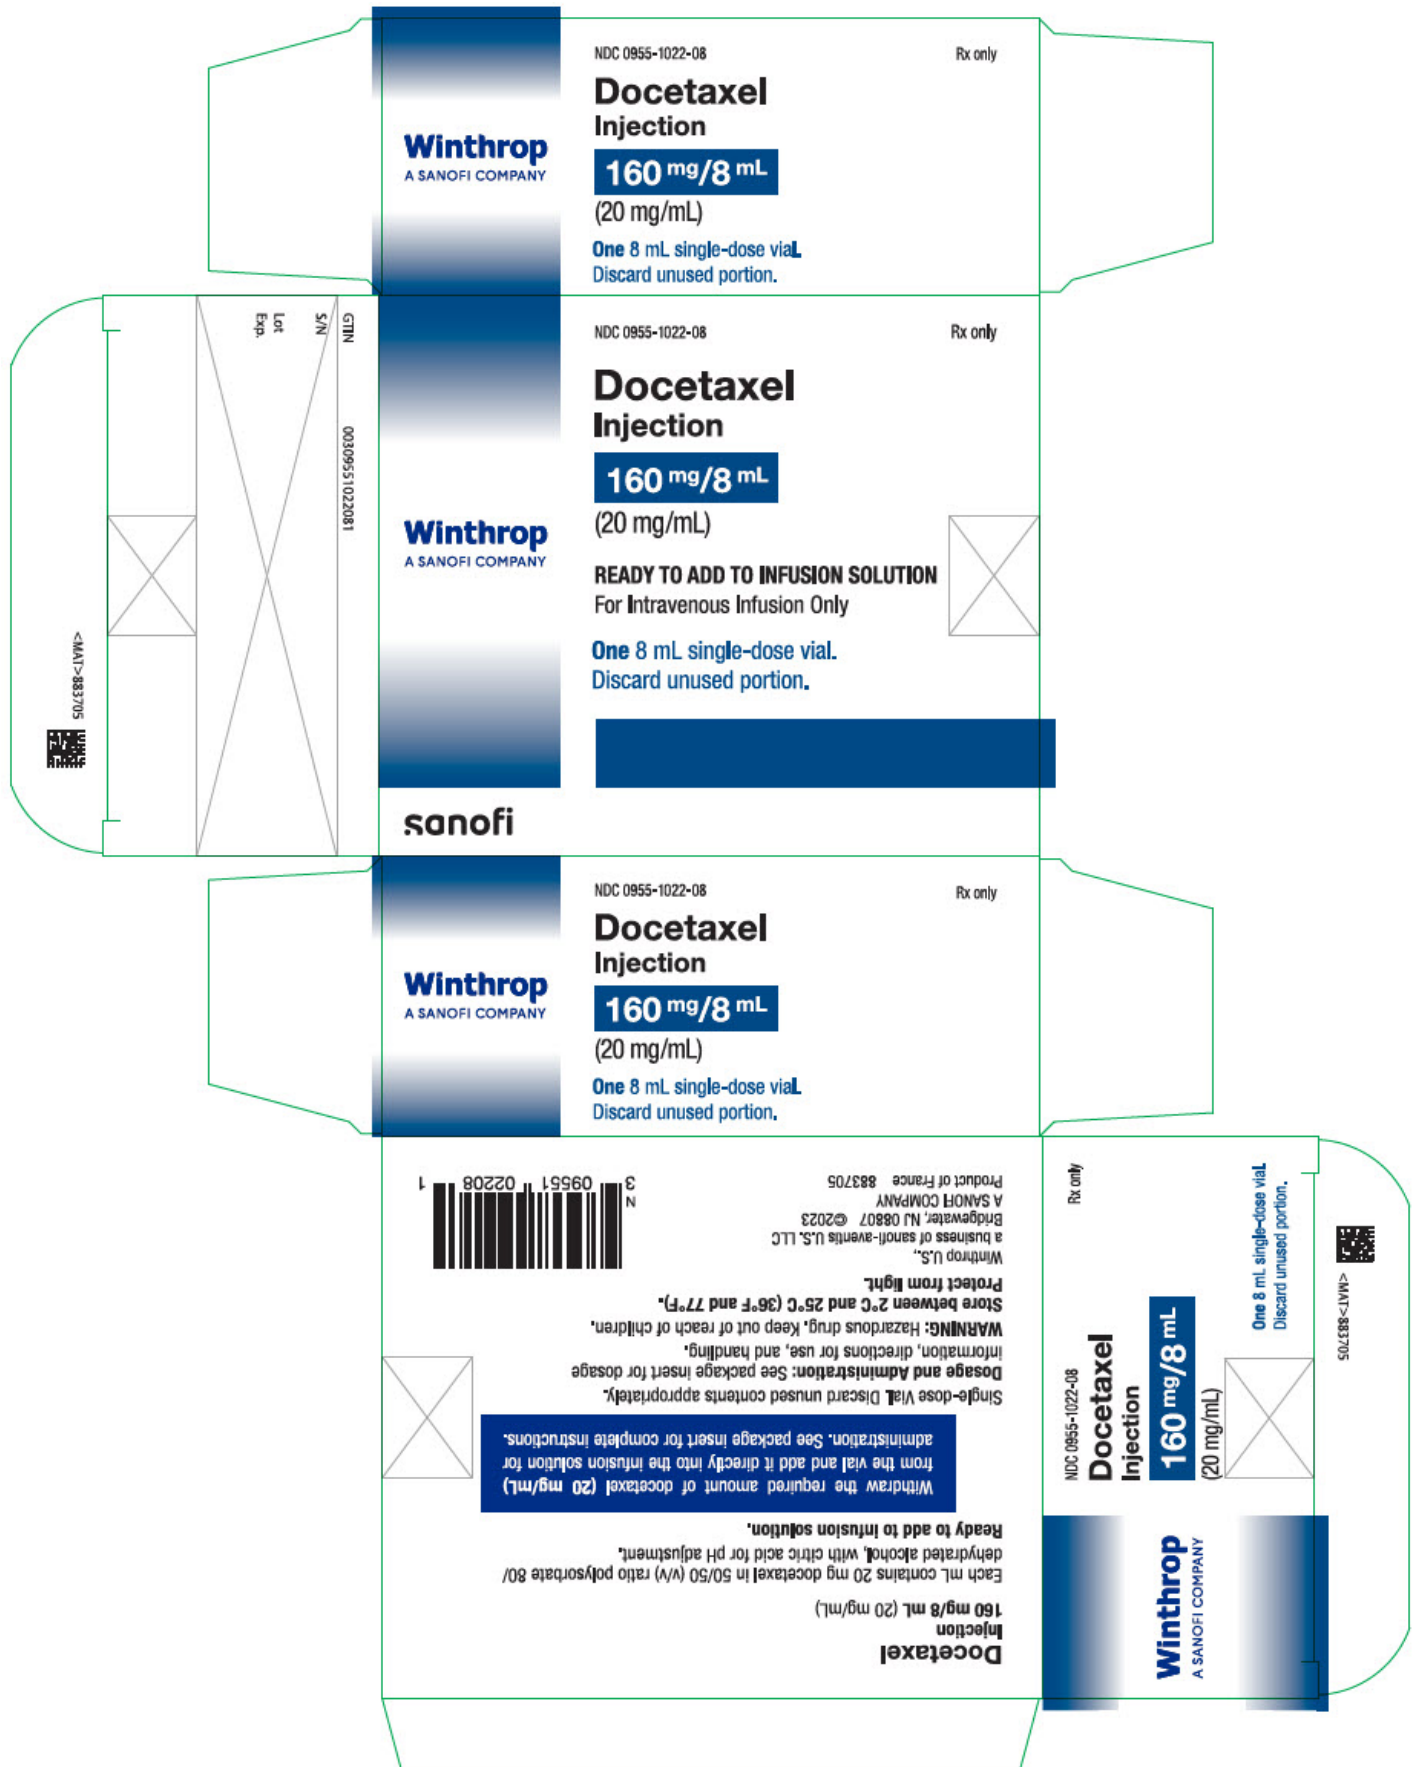 NDC 0955-1022-08
Rx only
Docetaxel
Injection
160 mg/8 mL
(20 mg/mL)
One 8 mL single-dose vial.
Discard unused portion.
Winthrop
A SANOFI COMPANY
GTIN 00309551022081
S/N
Lot
Exp.
<MAT>883705
NDC 0955-1022-08
Rx only
Docetaxel
Injection
160 mg/8 mL
(20 mg/mL)
READY TO ADD TO INFUSION SOLUTION
For Intravenous Infusion Only
One 8 mL single-dose vial.
Discard unused portion.
Winthrop
A SANOFI COMPANY
sanofi
NDC 0955-1022-08
Rx only
Docetaxel
Injection
160 mg/8 mL
(20 mg/mL)
One 8 mL single-dose vial.
Discard unused portion.
Winthrop
A SANOFI COMPANY
Docetaxel
Injection
160 mg/8 mL (20 mg/mL)
Each mL contains 20 mg docetaxel in 50/50 (v/v) ratio polysorbate 80/
dehydrated alcohol, with citric acid for pH adjustment.
Ready to add to infusion solution.
Withdraw the required amount of docetaxel (20 mg/mL)
from the vial and add it directly into the infusion solution for
administration. See package insert for complete instructions.
Single-dose Vial. Discard unused contents appropriately.
Dosage and Administration: See package insert for dosage
information, directions for use, and handling.
WARNING: Hazardous drug. Keep out of reach of children.
Store between 2°C and 25°C (36°F and 77°F).
Protect from light.
Winthrop U.S.,
a business of sanofi-aventis U.S. LLC
Bridgewater, NJ 08807 ©2023
A SANOFI COMPANY
Product of France 883705
N
3 09551 02208 1
NDC 0955-1022-08
Rx only
Docetaxel
Injection
160 mg/8 mL
(20 mg/mL)
One 8 mL single-dose vial.
Discard unused portion.
Winthrop
A SANOFI COMPANY
<MAT>883705